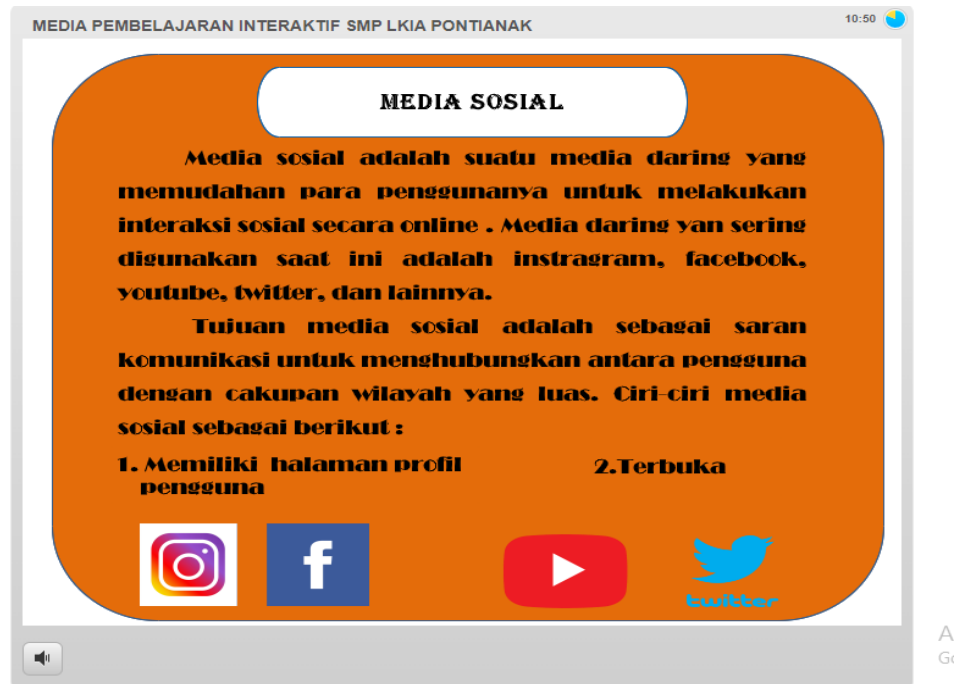 MEDIA PEMBELAJARAN INTERAKTIF SMP LKIA PONTIANAK
10:50
MEDIA SOSIAL
Media sosial adalah suatu media daring yang
memudahan para penggunanya untuk melakukan
interaksi sosial secara online . Media daring yan sering
digunakan saat ini adalah instragram, facebook,
youtube, twitter, dan lainnya.
Tujuan media sosial adalah sebagai saran
komunikasi untuk menghubungkan antara pengguna
dengan cakupan wilayah yang luas. Ciri-ciri media
sosial sebagai berikut :
1. Memiliki halaman profil
pengguna
2.Terbuka
f
twitter
A
Go